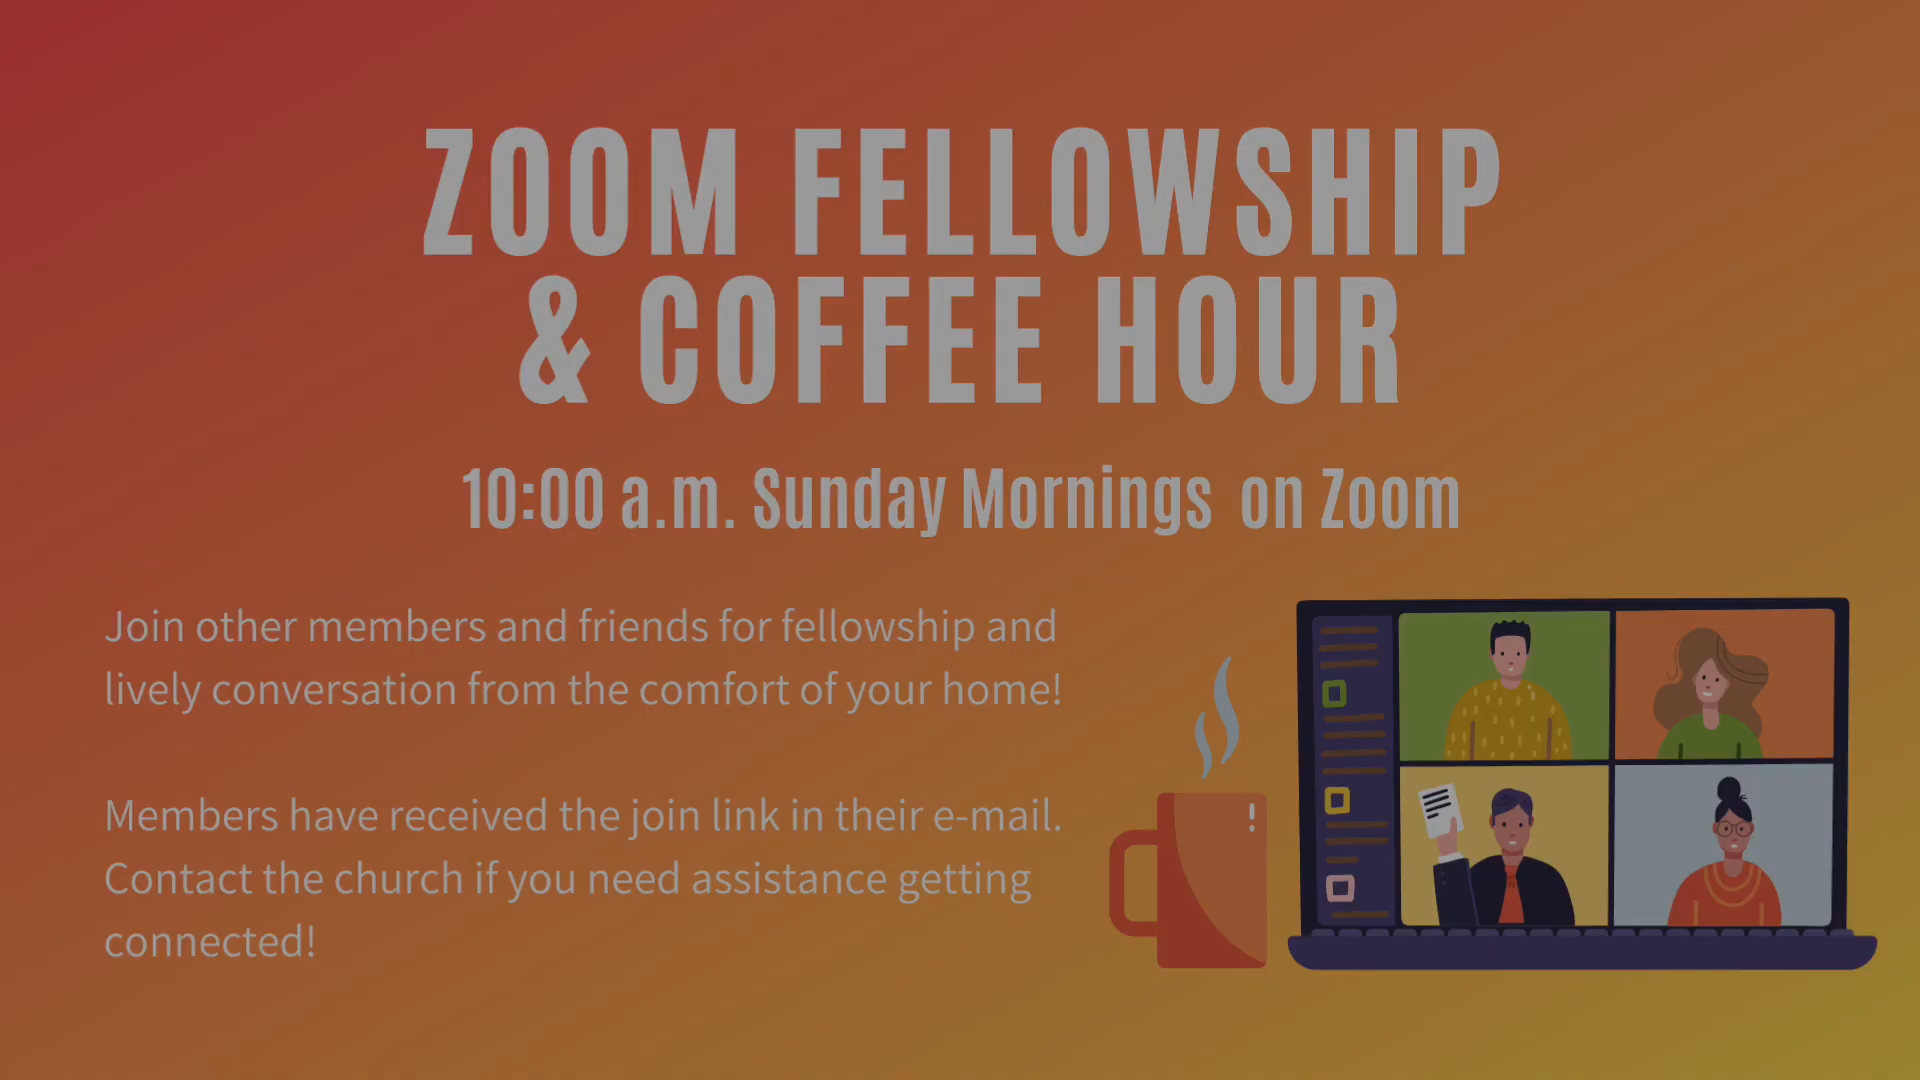 ZOOM FELLOWSHIP
& COFFEE HOUR
10:00 a.m. Sunday Mornings on Zoom
Join other members and friends for fellowship and
lively conversation from the comfort of your home!
Members have received the join link in their e-mail.
Contact the church if you need assistance getting
connected!